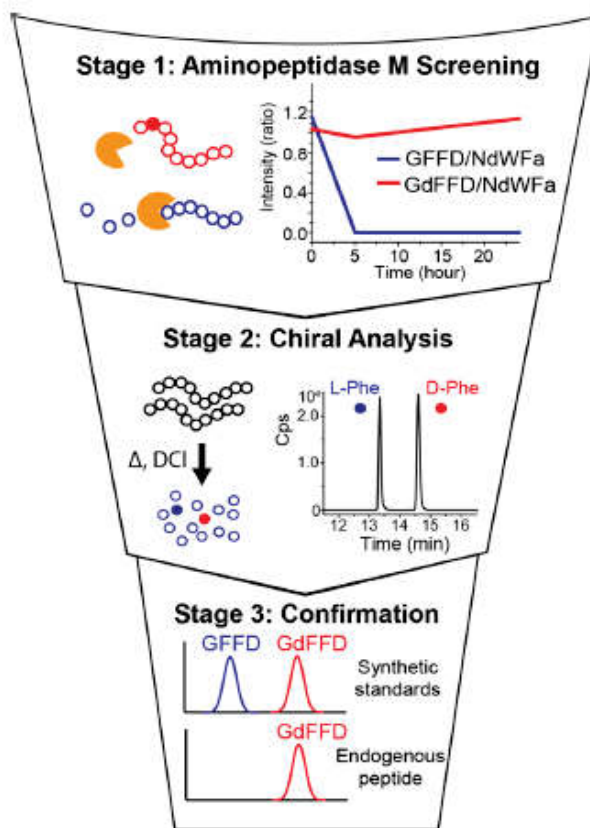 Stage 1: Aminopeptidase M Screening
Intensity (ratio)
1.2
0.8
0.4
0.0
GFFD/NdWFa
GdFFD/NdWFa
0 5 10 15 20
Time (hour)
Stage 2: Chiral Analysis
Δ, DCl
L-Phe
D-Phe
Cps
2.0
1.0
0
12 13 14 15 16
Time (min)
Stage 3: Confirmation
GFFD
GdFFD
Synthetic
standards
GdFFD
Endogenous
peptide